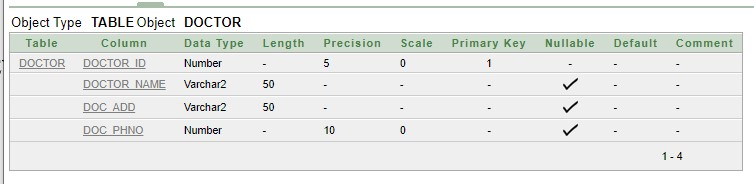 Object Type TABLE Object DOCTOR
Table Column Data Type Length Precision Scale Primary Key Nullable Default Comment
DOCTOR DOCTOR_ID Number - 5 0 1 - - -
DOCTOR_NAME Varchar2 50 - - - ✓ - -
DOC_ADD Varchar2 50 - - - ✓ - -
DOC_PHNO Number - 10 0 - ✓ - -
1 - 4